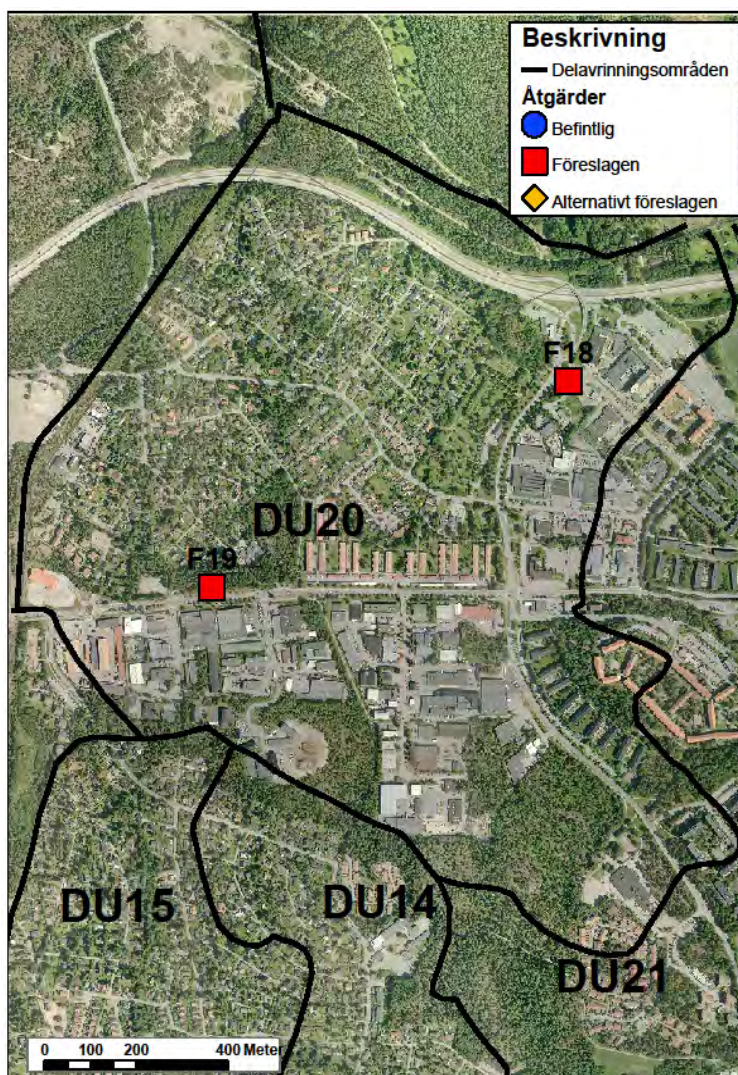 Beskrivning
Delavrinningsområden
Åtgärder
Befintlig
Föreslagen
Alternativt föreslagen
F18
DU20
F19
DU15
DU14
DU21
0 100 200 400 Meter